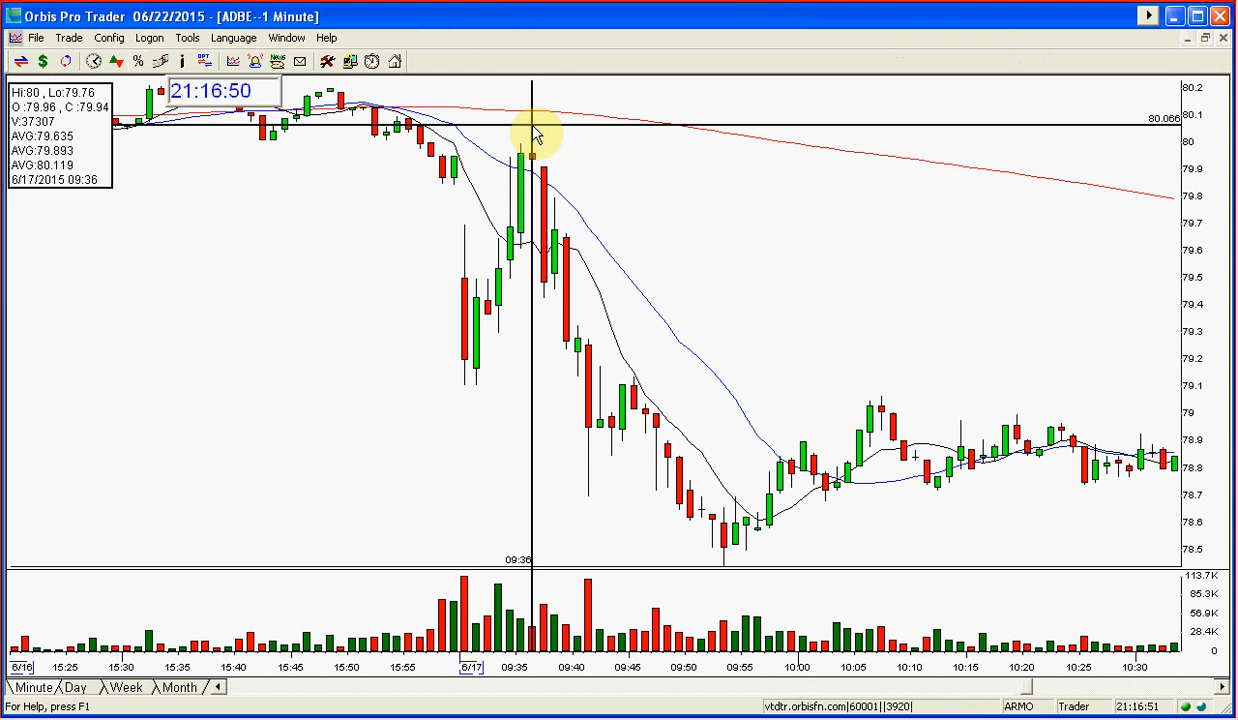 Orbis Pro Trader 06/22/2015 - [ADBE--1 Minute]
File Trade Config Logon Tools Language Window Help
$ % i OPT News
21:16:50
Hi:80 , Lo:79.76
O :79.96 , C :79.94
V:37307
AVG:79.635
AVG:79.893
AVG:80.119
6/17/2015 09:36
80.2
80.1
80.066
80
79.9
79.8
79.7
79.6
79.5
79.4
79.3
79.2
79.1
79
78.9
78.8
78.7
78.6
78.5
09:36
113.7K
85.3K
56.9K
28.4K
0
6/16 15:25 15:30 15:35 15:40 15:45 15:50 15:55 6/17 09:35 09:40 09:45 09:50 09:55 10:00 10:05 10:10 10:15 10:20 10:25 10:30
Minute Day Week Month
For Help, press F1 vtdtr.orbisfn.com|60001||3920| ARMO Trader 21:16:51